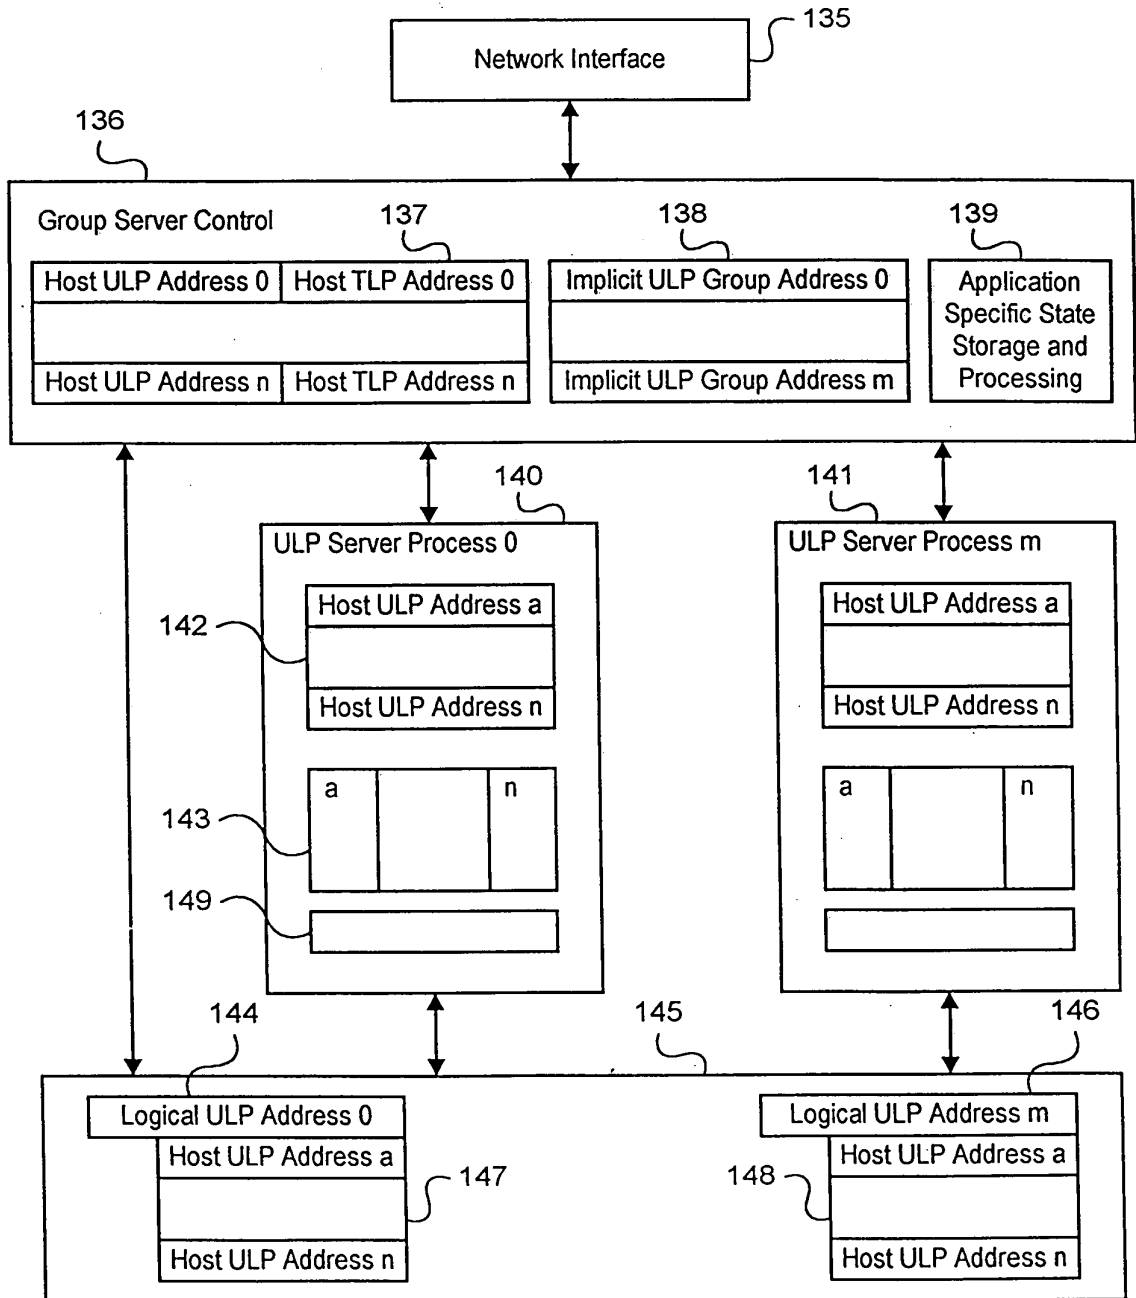 135
Network Interface
136
Group Server Control
137
138
139
Host ULP Address 0 Host TLP Address 0
Host ULP Address n Host TLP Address n
Implicit ULP Group Address 0
Implicit ULP Group Address m
Application
Specific State
Storage and
Processing
140
141
ULP Server Process 0
Host ULP Address a
142
Host ULP Address n
a n
143
149
ULP Server Process m
Host ULP Address a
Host ULP Address n
a n
144
145
146
Logical ULP Address 0
Host ULP Address a
147
Host ULP Address n
Logical ULP Address m
Host ULP Address a
148
Host ULP Address n